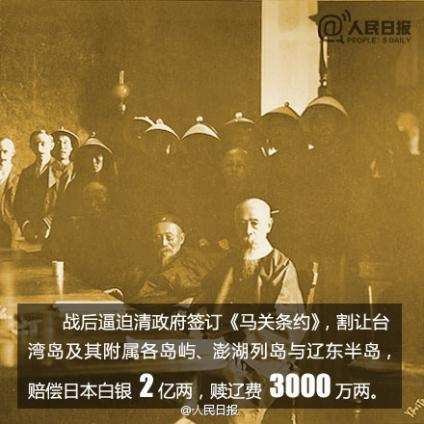 @人民日报
PEOPLE'S DAILY
战后逼迫清政府签订《马关条约》，割让台
湾岛及其附属各岛屿、澎湖列岛与辽东半岛，
赔偿日本白银 2 亿两，赎辽费 3000 万两。
@人民日报